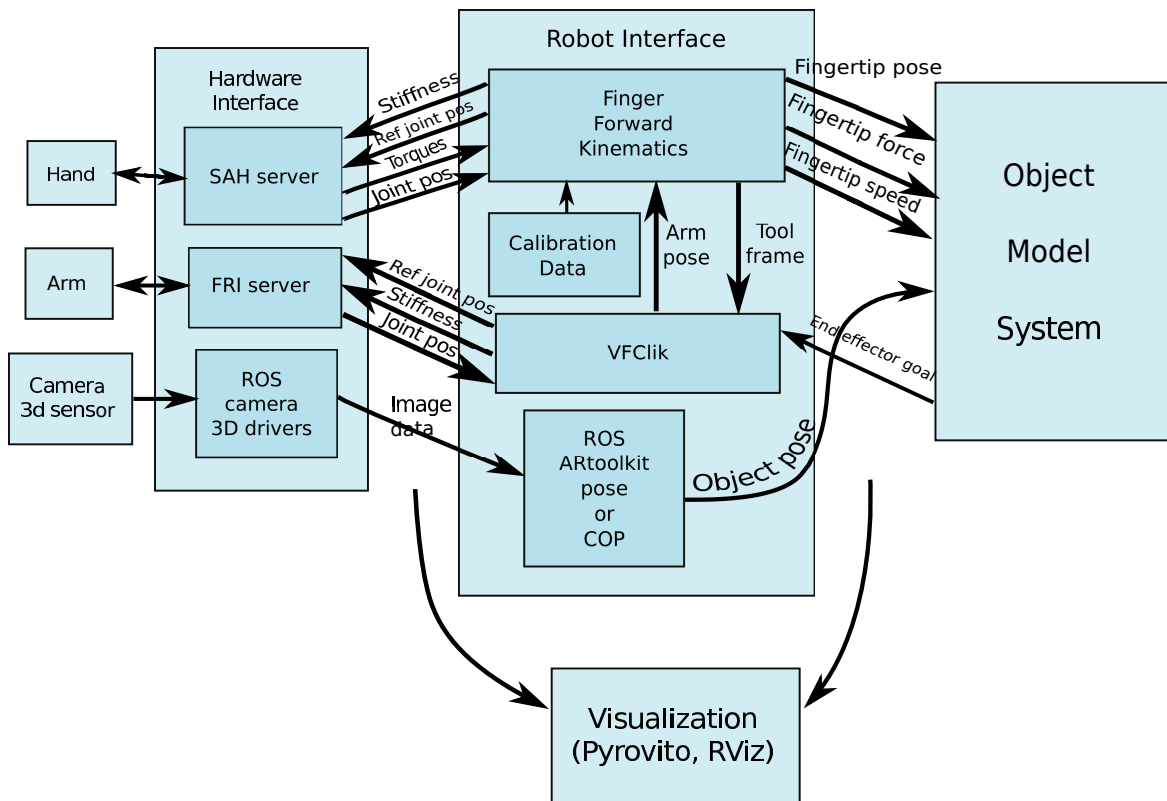 Robot Interface
Hardware
Interface
Hand
SAH server
Arm
FRI server
Camera
3d sensor
ROS
camera
3D drivers
Stiffness
Ref joint pos
Torques
Joint pos
Ref joint pos
Stiffness
Joint pos
Image
data
Finger
Forward
Kinematics
Calibration
Data
Arm
pose
Tool
frame
VFClik
ROS
ARtoolkit
pose
or
COP
Fingertip pose
Fingertip force
Fingertip speed
End effector goal
Object pose
Object
Model
System
Visualization
(Pyrovito, RViz)